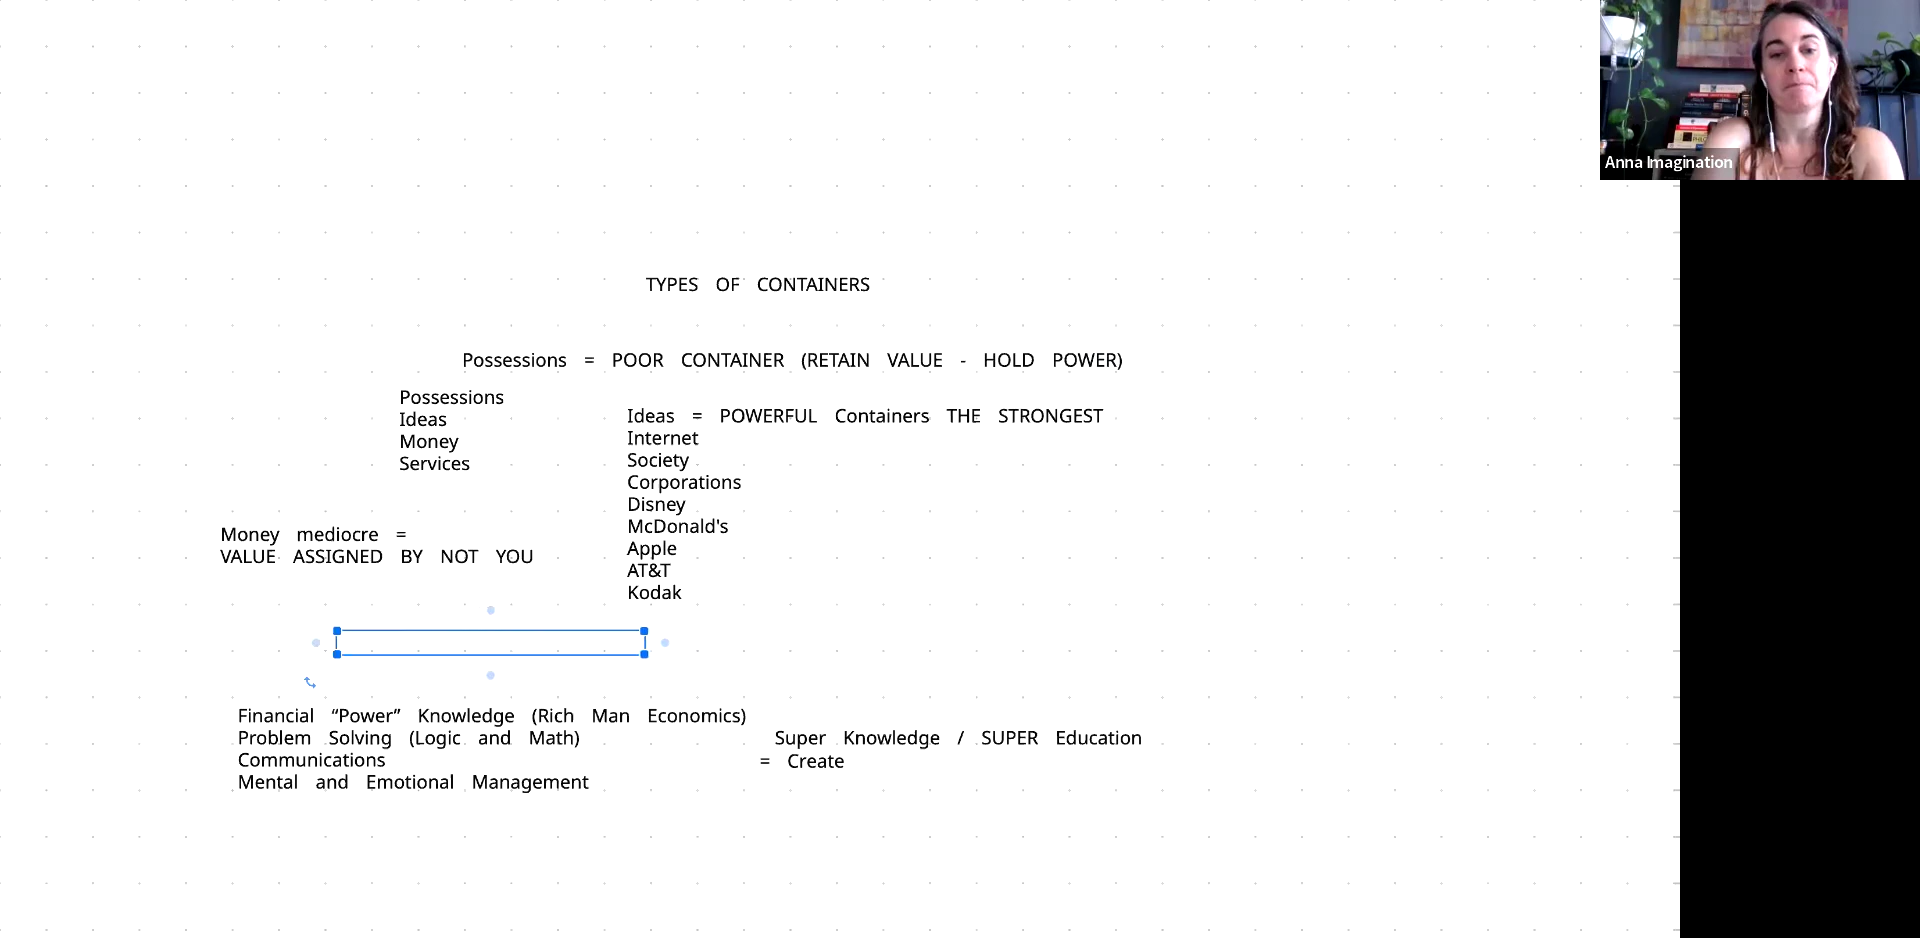 Anna Imagination
TYPES OF CONTAINERS
Possessions = POOR CONTAINER (RETAIN VALUE - HOLD POWER)
Possessions
Ideas
Money
Services
Ideas = POWERFUL Containers THE STRONGEST
Internet
Society
Corporations
Disney
McDonald's
Apple
AT&T
Kodak
Money mediocre =
VALUE ASSIGNED BY NOT YOU
Financial “Power” Knowledge (Rich Man Economics)
Problem Solving (Logic and Math)
Communications
Mental and Emotional Management
Super Knowledge / SUPER Education
= Create